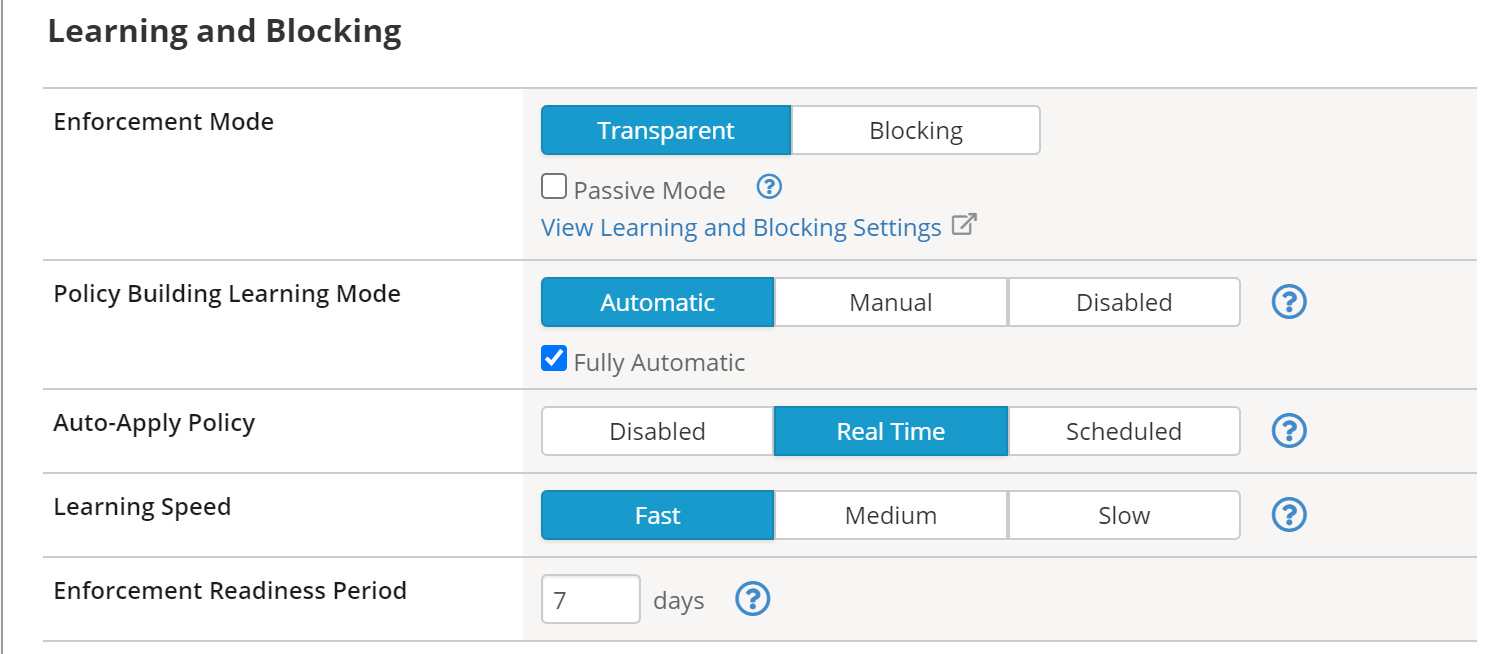 Learning and Blocking
Enforcement Mode
Transparent Blocking
Passive Mode ?
View Learning and Blocking Settings
Policy Building Learning Mode
Automatic Manual Disabled ?
Fully Automatic
Auto-Apply Policy
Disabled Real Time Scheduled ?
Learning Speed
Fast Medium Slow ?
Enforcement Readiness Period
7 days ?